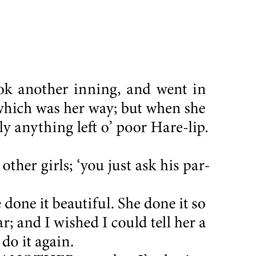 ok another inning, and went in
which was her way; but when she
ly anything left o’ poor Hare-lip.
other girls; ‘you just ask his par-
done it beautiful. She done it so
ar; and I wished I could tell her a
do it again.